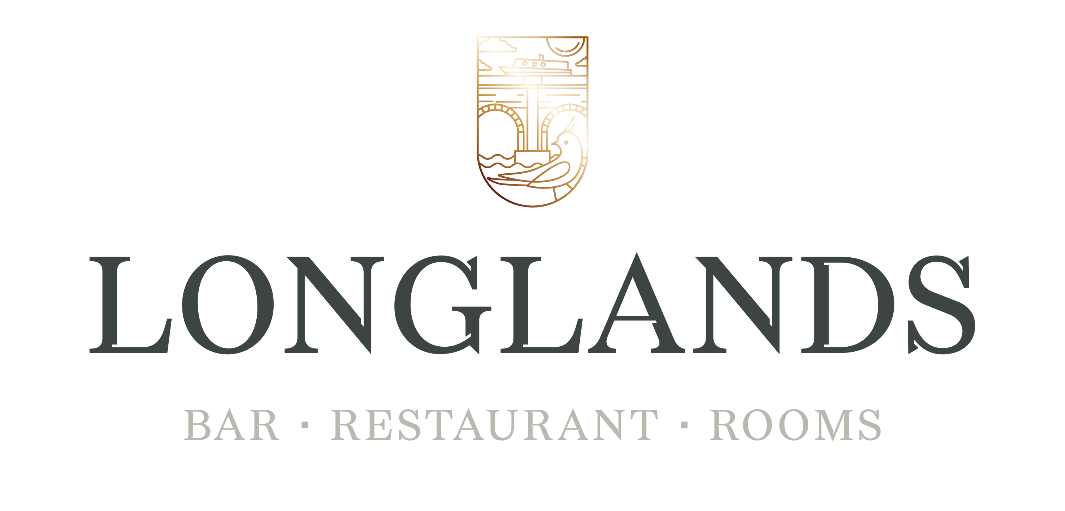 LONGLANDS
BAR · RESTAURANT · ROOMS